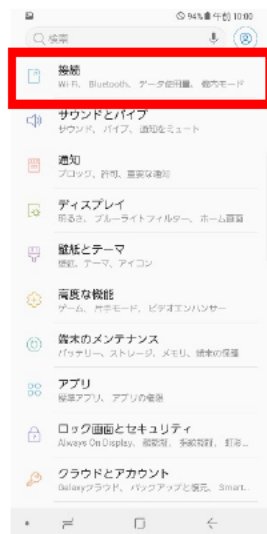 94% 午前 10:00
検索
接続
Wi-Fi、 Bluetooth、 データ使用量、 機内モード
サウンドとバイブ
サウンド、 バイブ、 通知をミュート
通知
ブロック、 許可、 重要な通知
ディスプレイ
明るさ、 ブルーライトフィルター、 ホーム画面
壁紙とテーマ
壁紙、 テーマ、 アイコン
高度な機能
ゲーム、 片手モード、 ビデオエンハンサー
端末のメンテナンス
バッテリー、 ストレージ、 メモリ、 端末の保護
アプリ
標準アプリ、 アプリの権限
ロック画面とセキュリティ
Always On Display、 顔認証、 指紋認証、 虹彩...
クラウドとアカウント
Galaxyクラウド、 バックアップと復元、 Smart...